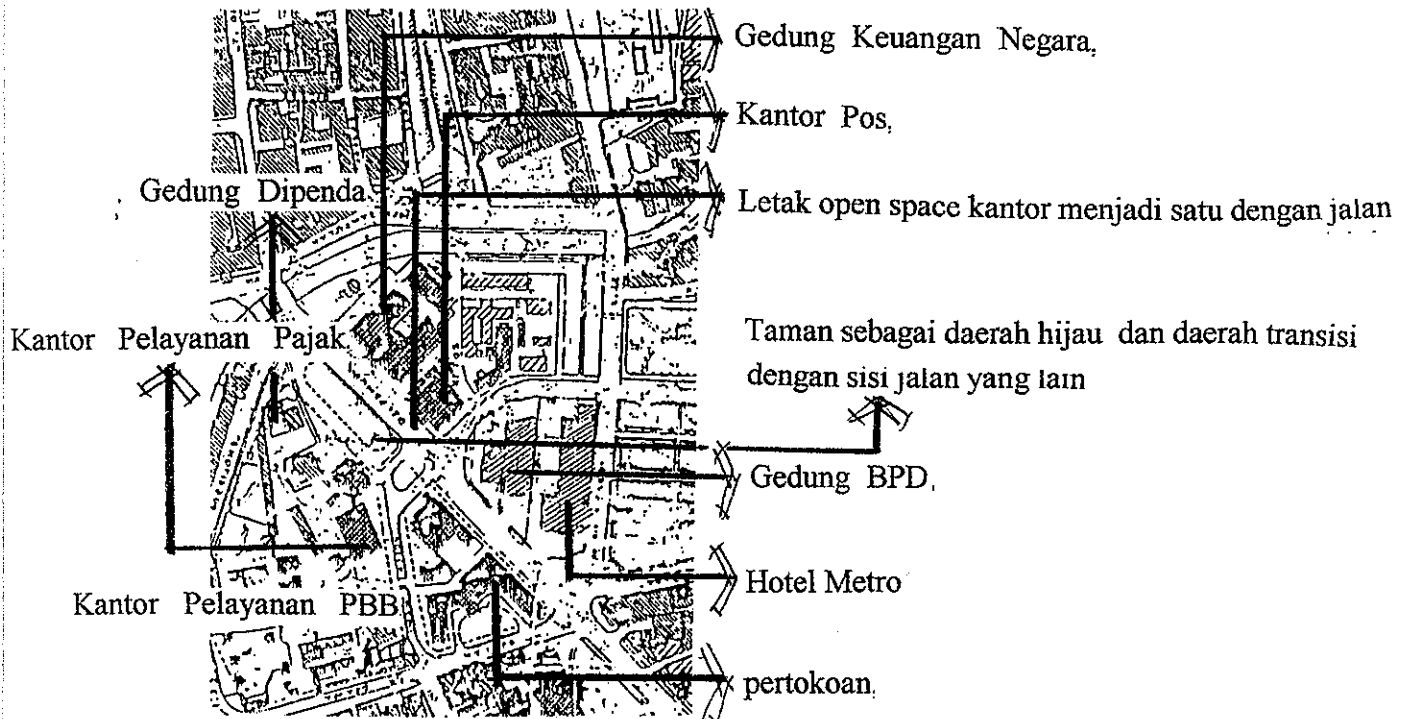 Gedung Keuangan Negara.
Kantor Pos.
Gedung Dipenda
Letak open space kantor menjadi satu dengan jalan
Kantor Pelayanan Pajak
Taman sebagai daerah hijau dan daerah transisi
dengan sisi jalan yang lain
Gedung BPD.
Hotel Metro
Kantor Pelayanan PBB
pertokoan.